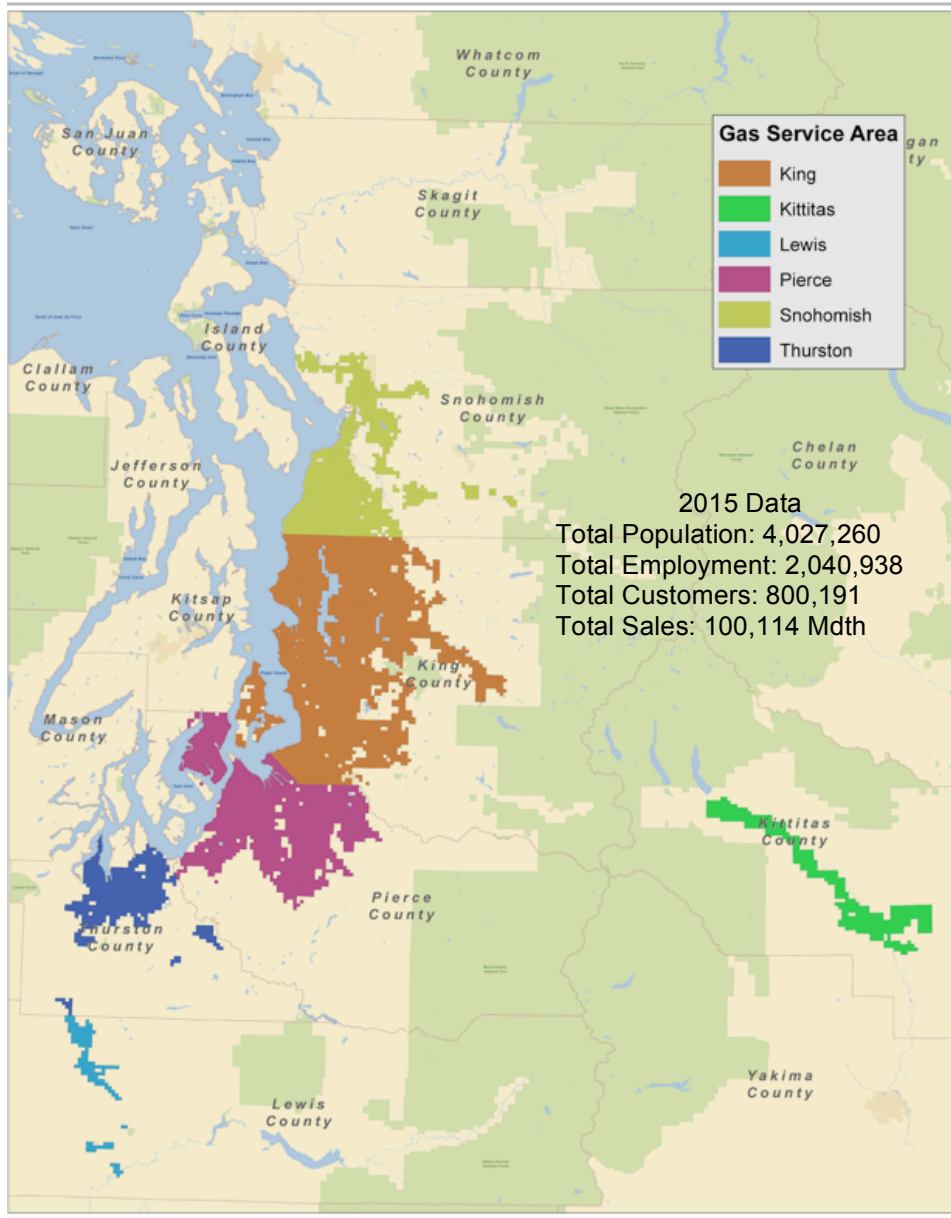 Whatcom
County
San Juan
County
Gas Service Area
King
Kittitas
Lewis
Pierce
Snohomish
Thurston
gan
ty
Skagit
County
Island
County
Clallam
County
Snohomish
County
Jefferson
County
Chelan
County
2015 Data
Total Population: 4,027,260
Total Employment: 2,040,938
Total Customers: 800,191
Total Sales: 100,114 Mdth
Kitsap
County
King
County
Mason
County
Kittitas
County
Pierce
County
Thurston
County
Yakima
County
Lewis
County